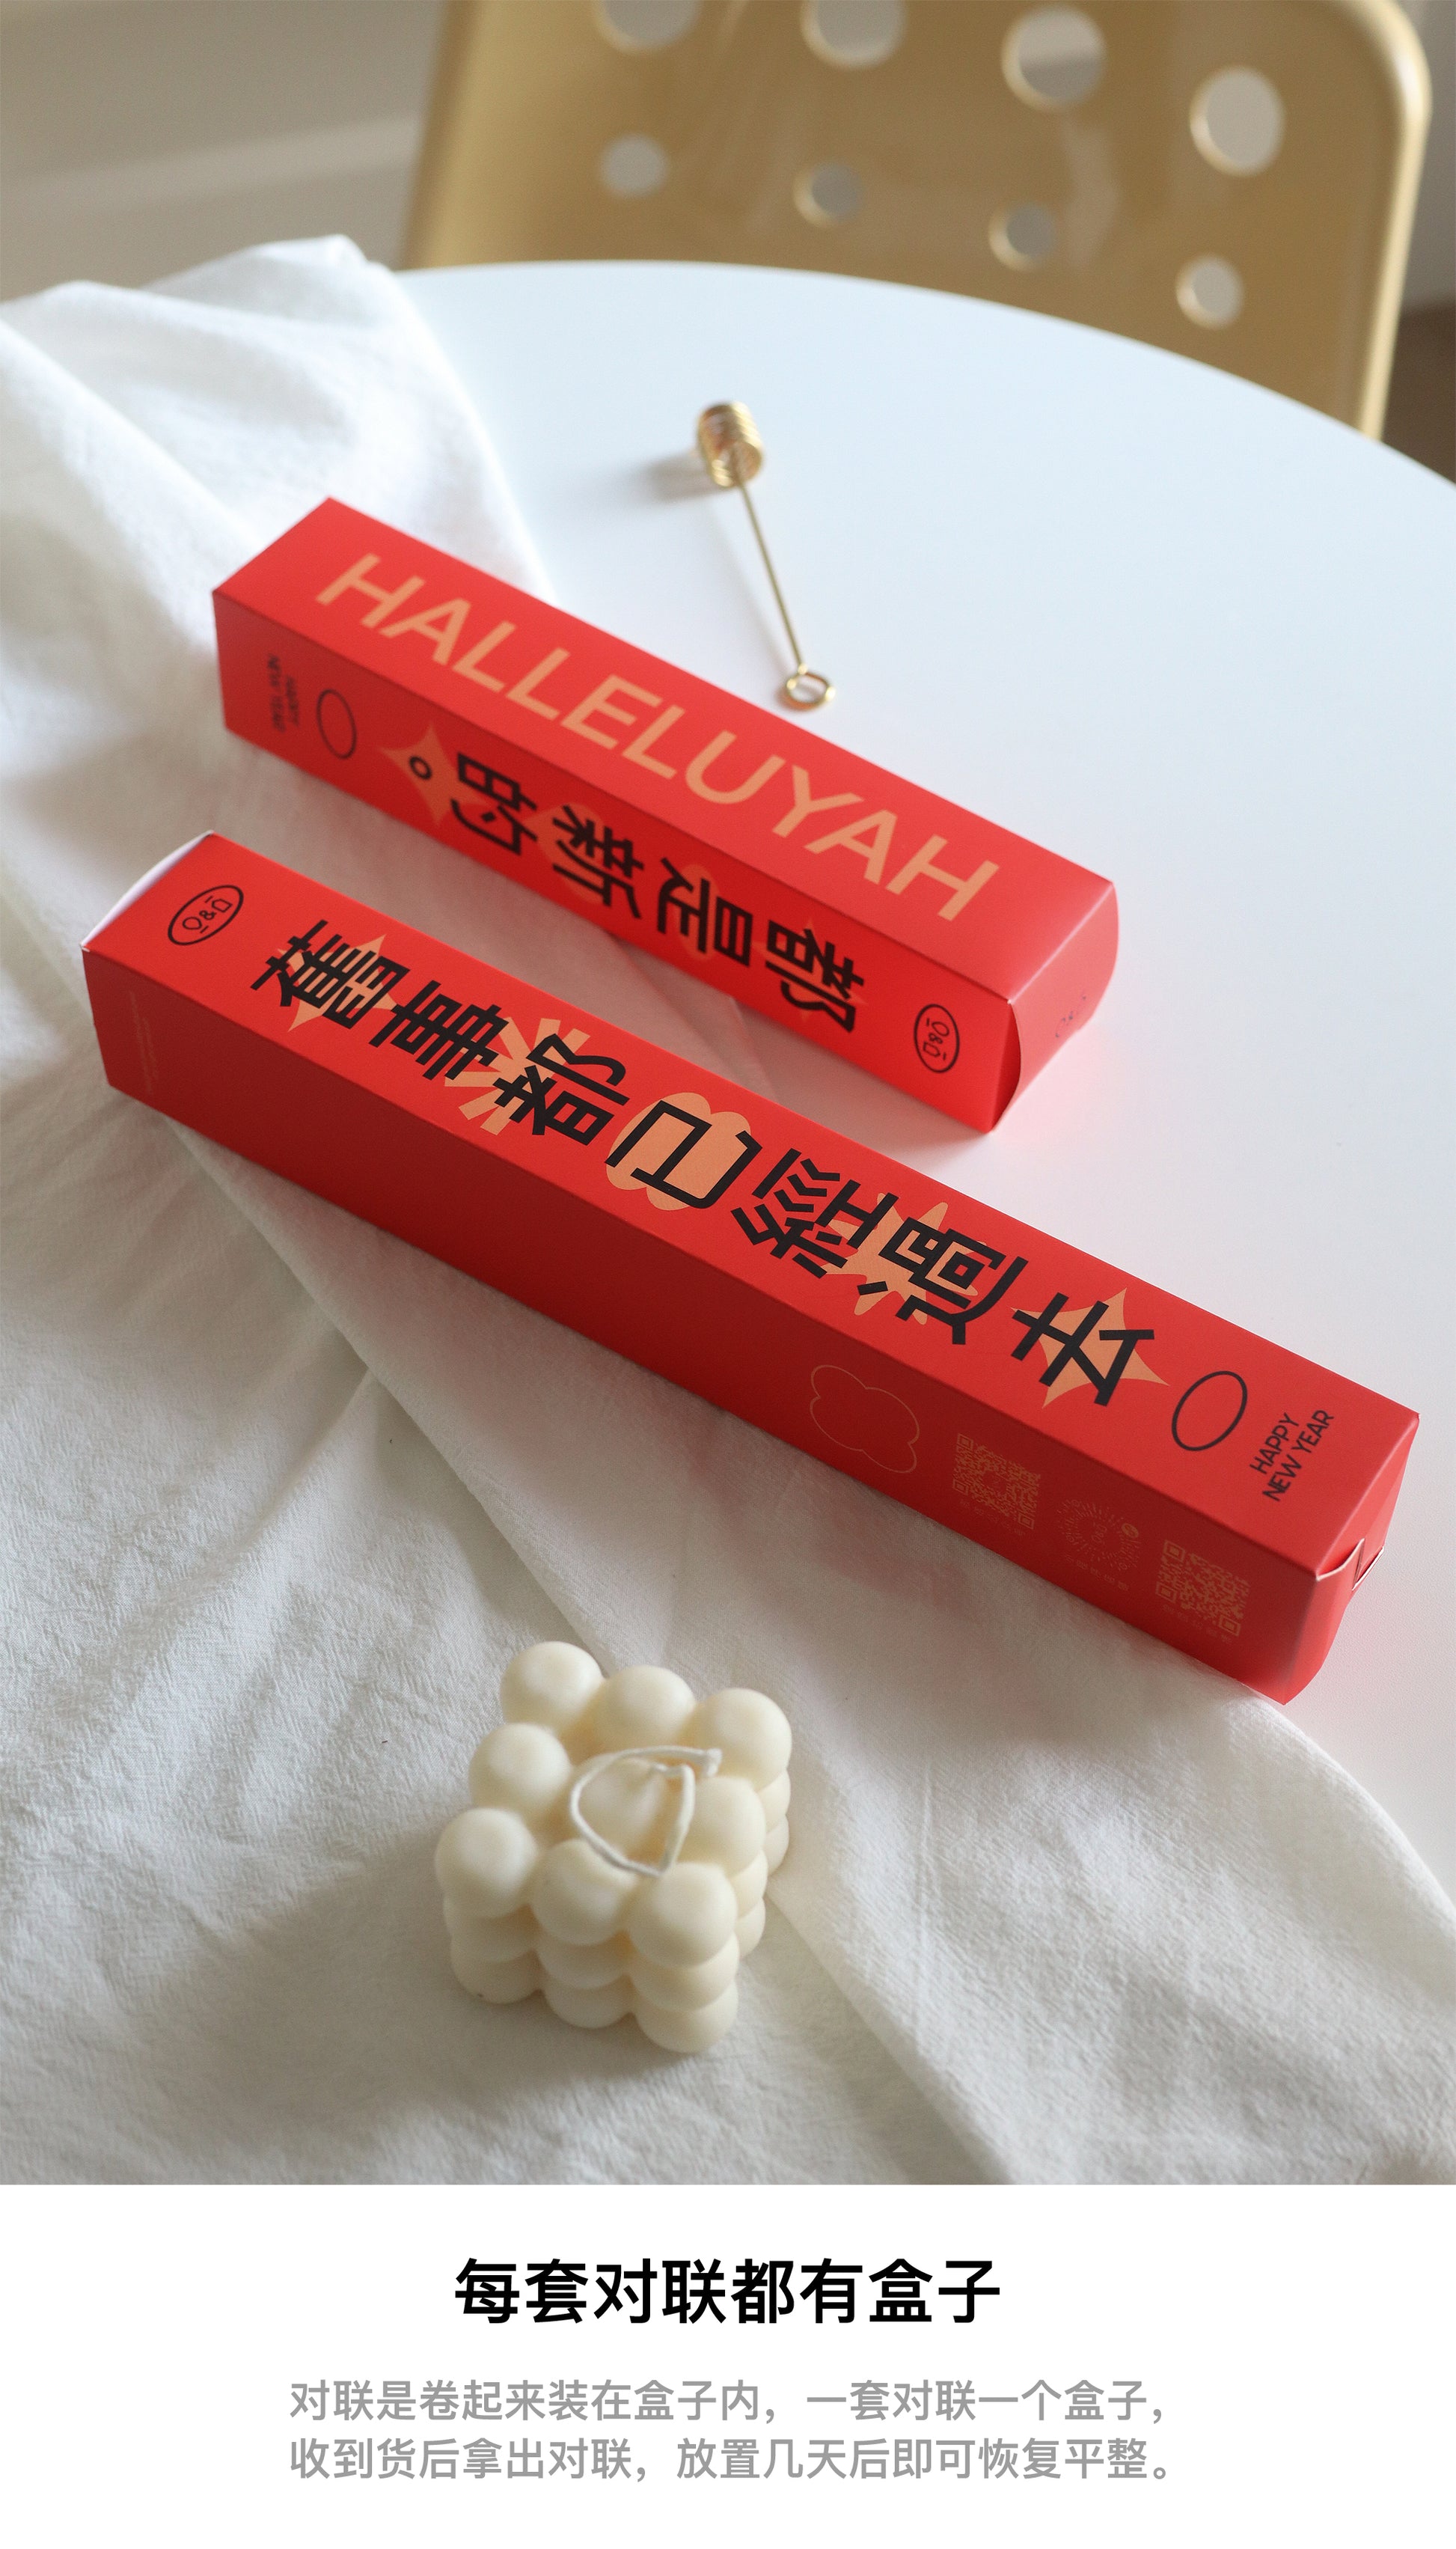 HALLELUYAH
都是新的。
HAPPY
NEW YEAR
舊事都已經過去
HAPPY
NEW YEAR
每套对联都有盒子
对联是卷起来装在盒子内，一套对联一个盒子，
收到货后拿出对联，放置几天后即可恢复平整。